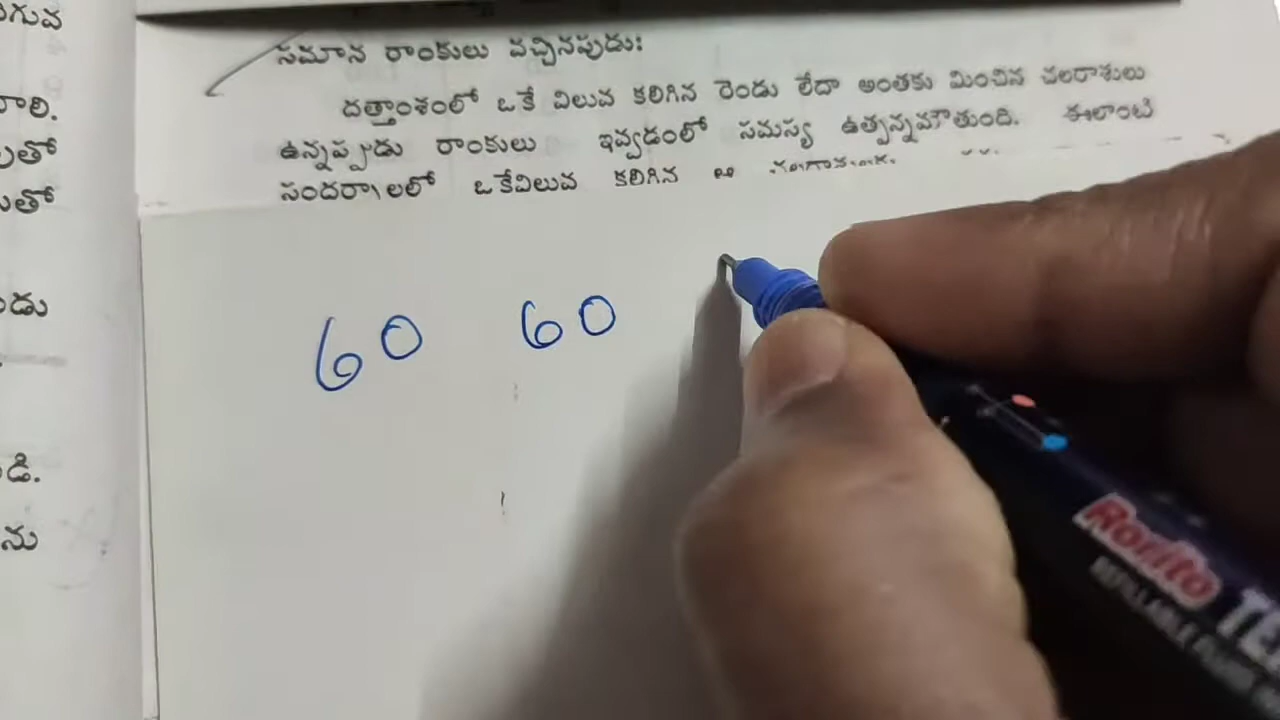 ిగువ
ాలి.
ుతో
ుతో
ండు
డి.
ను
సమాన రాంకులు వచ్చినపుడు:
దత్తాంశంలో ఒకే విలువ కలిగిన రెండు లేదా అంతకు మించిన చలరాశులు
ఉన్నప్పుడు రాంకులు ఇవ్వడంలో సమస్య ఉత్పన్నమౌతుంది. ఈలాంటి
సందర్భాలలో ఒకేవిలువ కలిగిన ఆ
60 60
Rorito
REFILLABLE